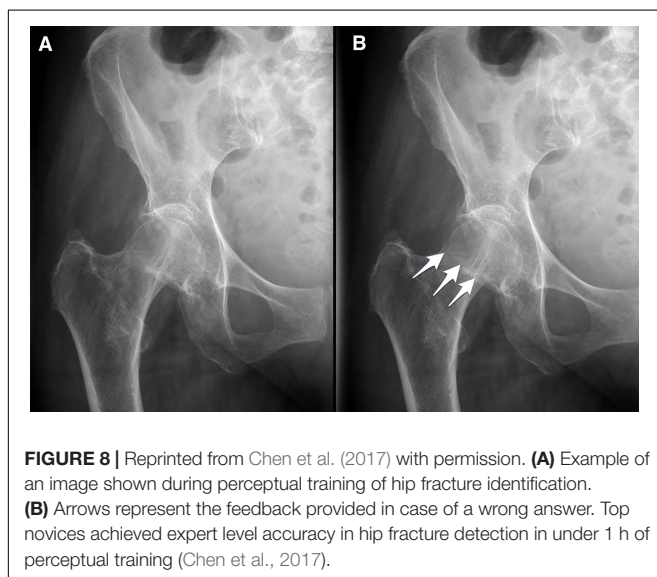 A B
FIGURE 8 | Reprinted from Chen et al. (2017) with permission. (A) Example of
an image shown during perceptual training of hip fracture identification.
(B) Arrows represent the feedback provided in case of a wrong answer. Top
novices achieved expert level accuracy in hip fracture detection in under 1 h of
perceptual training (Chen et al., 2017).